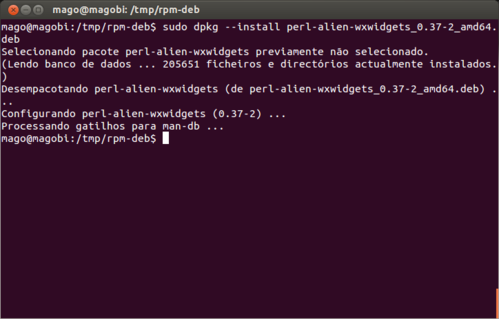 mago@magobi: /tmp/rpm-deb
mago@magobi:/tmp/rpm-deb$ sudo dpkg --install perl-alien-wxwidgets_0.37-2_amd64.
deb
Selecionando pacote perl-alien-wxwidgets previamente não selecionado.
(Lendo banco de dados ... 205651 ficheiros e directórios actualmente instalados.
)
Desempacotando perl-alien-wxwidgets (de perl-alien-wxwidgets_0.37-2_amd64.deb) .
..
Configurando perl-alien-wxwidgets (0.37-2) ...
Processando gatilhos para man-db ...
mago@magobi:/tmp/rpm-deb$